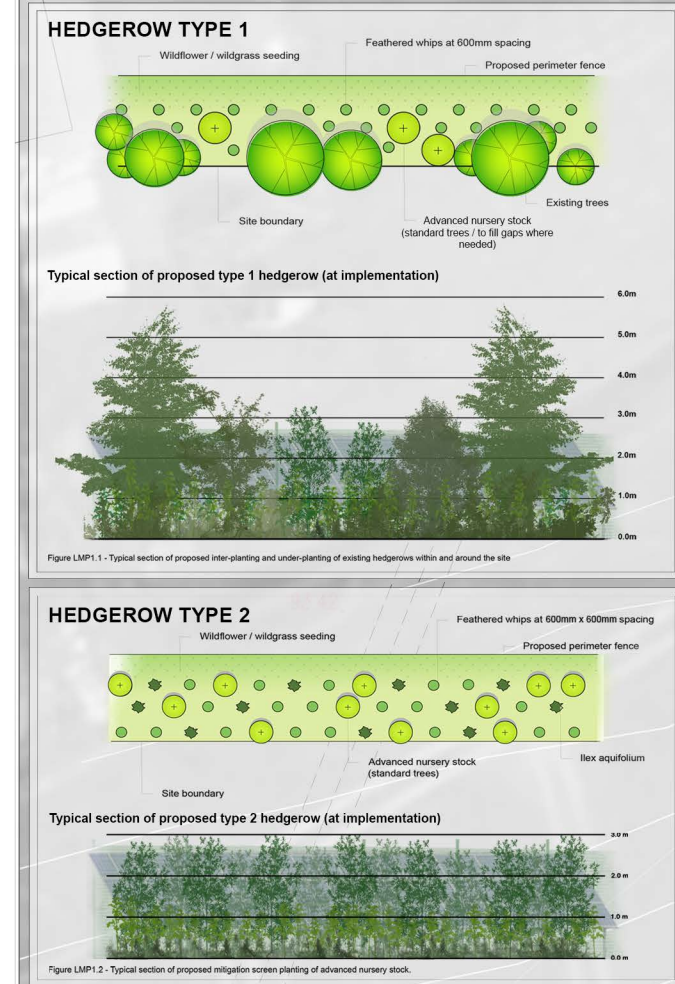 HEDGEROW TYPE 1
Feathered whips at 600mm spacing
Wildflower / wildgrass seeding
Proposed perimeter fence
Existing trees
Site boundary
Advanced nursery stock
(standard trees / to fill gaps where
needed)
Typical section of proposed type 1 hedgerow (at implementation)
6.0m
5.0m
4.0m
3.0m
2.0m
1.0m
0.0m
Figure LMP1.1 - Typical section of proposed inter-planting and under-planting of existing hedgerows within and around the site
HEDGEROW TYPE 2
Feathered whips at 600mm x 600mm spacing
Wildflower / wildgrass seeding
Proposed perimeter fence
Ilex aquifolium
Advanced nursery stock
(standard trees)
Site boundary
Typical section of proposed type 2 hedgerow (at implementation)
3.0 m
2.0 m
1.0 m
0.0 m
Figure LMP1.2 - Typical section of proposed mitigation screen planting of advanced nursery stock.